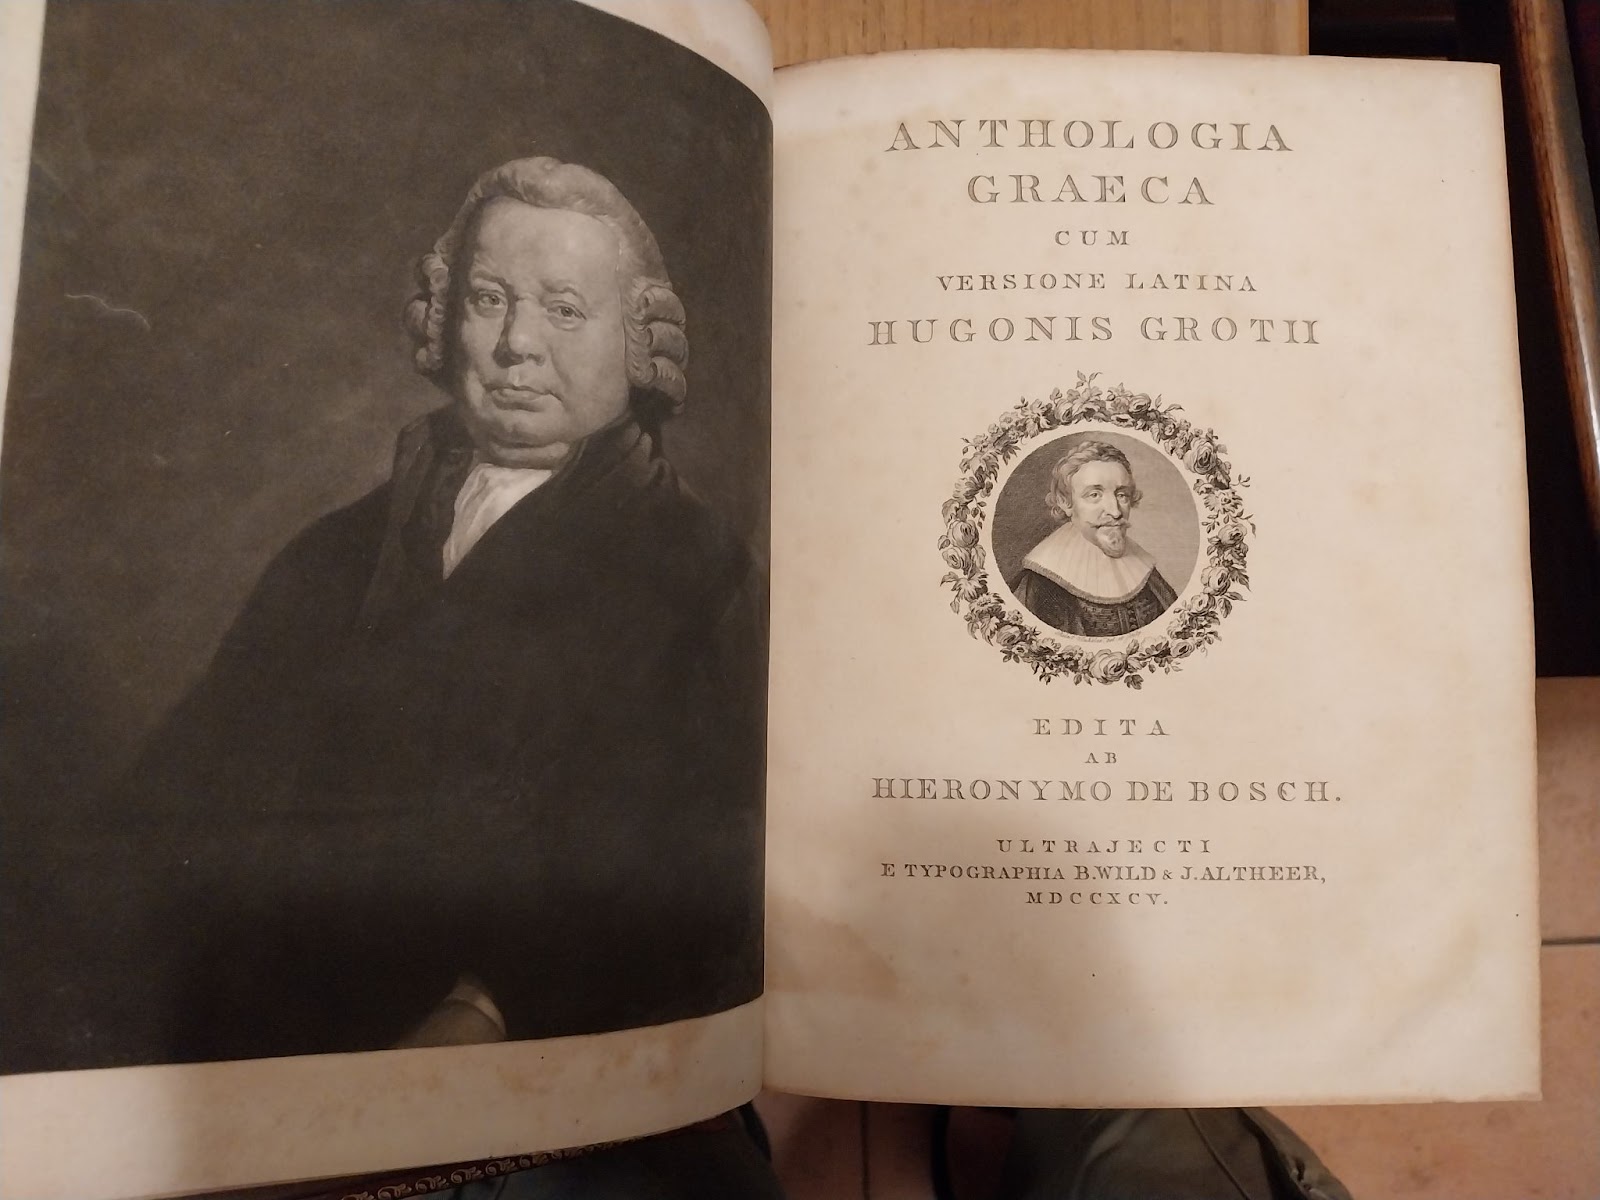 ANTHOLOGIA
GRAECA
CUM
VERSIONE LATINA
HUGONIS GROTII
EDITA
AB
HIERONYMO DE BOSCH.
ULTRAJECTI
E TYPOGRAPHIA B.WILD & J.ALTHEER,
MDCCXCV.